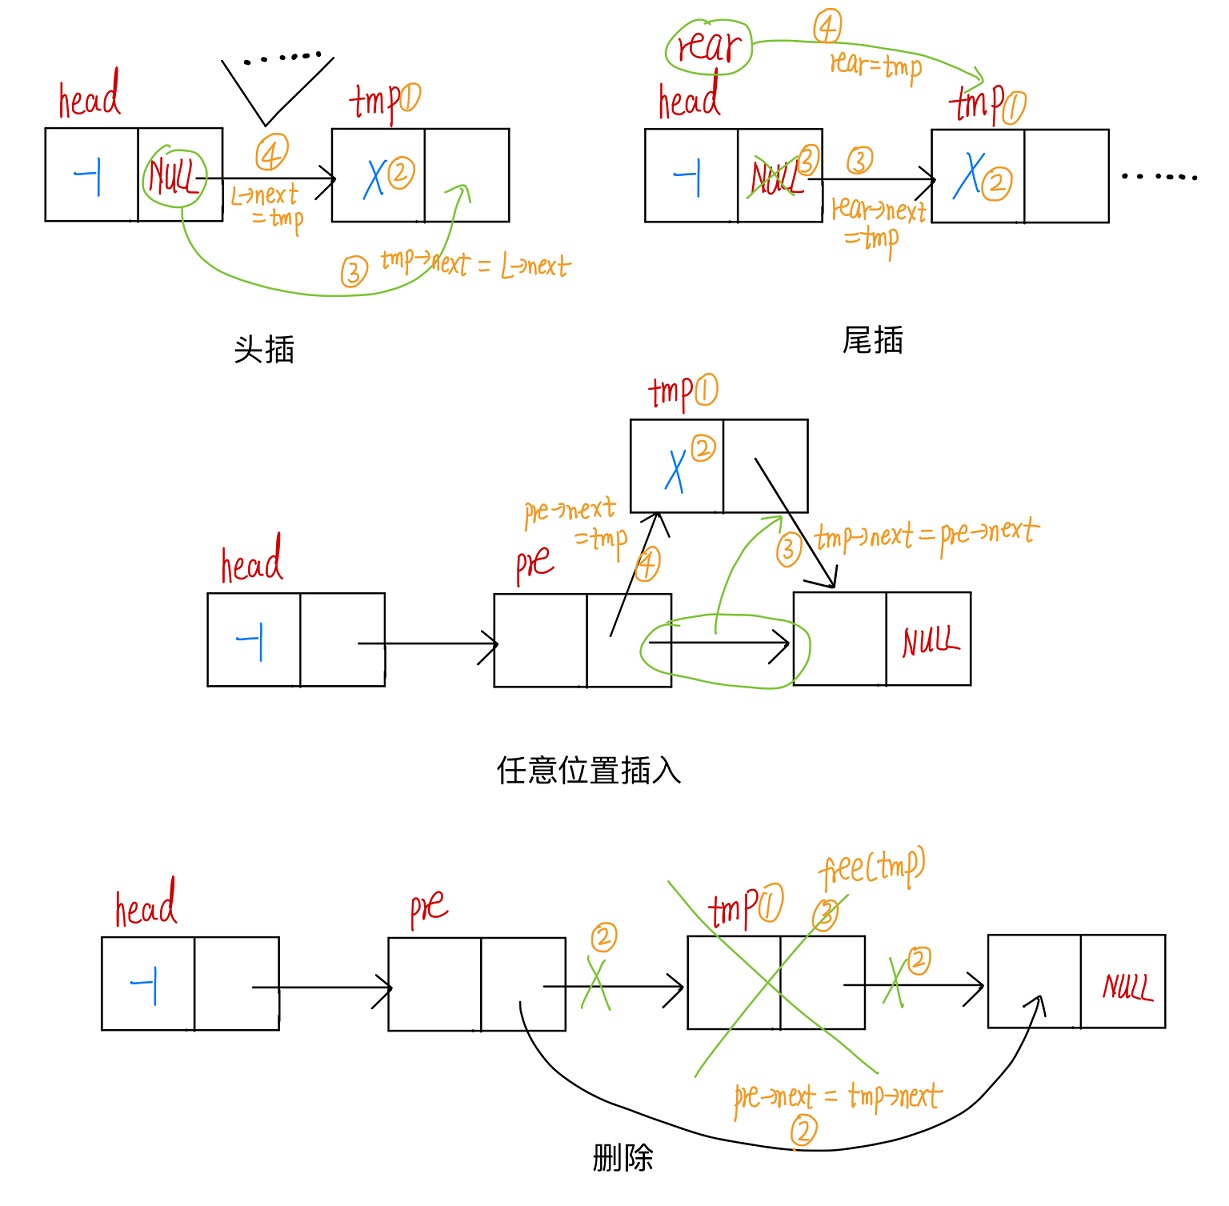 head
-1
NULL
④
L→next
=tmp
tmp①
X②
③ tmp→next = L→next
头插
rear
④
rear=tmp
head
-1
NULL③
③
rear→next
=tmp
tmp①
X②
尾插
tmp①
X②
pre→next
=tmp
④
③ tmp→next = pre→next
head
-1
pre
NULL
任意位置插入
head
-1
pre
②
tmp①
free(tmp)
③
②
NULL
pre→next = tmp→next
②
删除